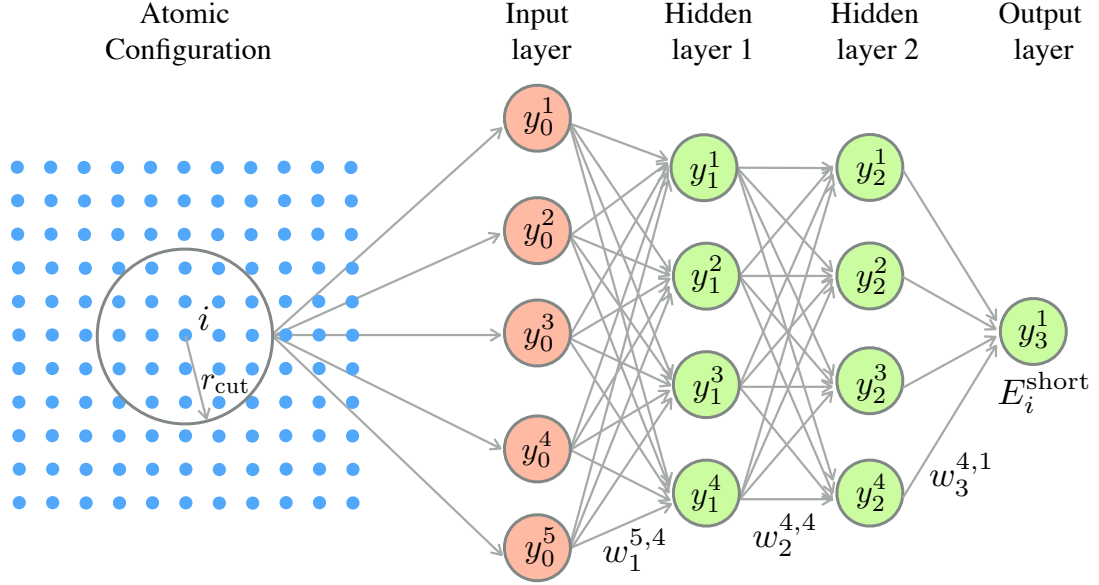 Atomic
Configuration
Input
layer
Hidden
layer 1
Hidden
layer 2
Output
layer
i
r_{cut}
y_0^1
y_0^2
y_0^3
y_0^4
y_0^5
y_1^1
y_1^2
y_1^3
y_1^4
y_2^1
y_2^2
y_2^3
y_2^4
y_3^1
E_i^{short}
w_1^{5,4}
w_2^{4,4}
w_3^{4,1}